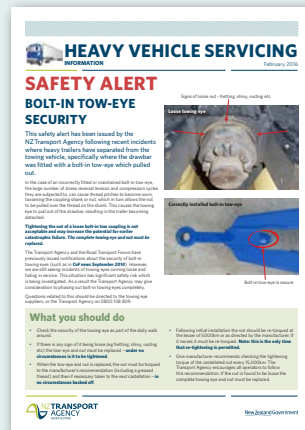 HEAVY VEHICLE SERVICING
INFORMATION
February 2016
SAFETY ALERT
BOLT-IN TOW-EYE
SECURITY
This safety alert has been issued by the
NZ Transport Agency following recent incidents
where heavy trailers have separated from the
towing vehicle, specifically where the drawbar
was fitted with a bolt-in tow-eye which pulled
out.
In the case of an incorrectly fitted or maintained bolt-in tow-eye,
the large number of stress reversal tension and compression cycles
they are subjected to, can cause thread pitches to become worn,
loosening the coupling shank or nut, which in turn allows the nut
to be pulled over the thread on the shank. This causes the towing
eye to pull out of the drawbar, resulting in the trailer becoming
detached.
Tightening the nut of a loose bolt-in tow coupling is not
acceptable and may increase the potential for earlier
catastrophic failure. The complete towing eye and nut must be
replaced.
The Transport Agency and the Road Transport Forum have
previously issued notifications about the security of bolt-in
towing eyes (such as in CoF news September 2014). However,
we are still seeing incidents of towing eyes coming loose and
failing in service. This situation has significant safety risk which
is being investigated. As a result the Transport Agency may give
consideration to phasing out bolt-in towing eyes completely.
Questions related to this should be directed to the towing eye
suppliers, or the Transport Agency on 0800 108 809.
Signs of loose nut - fretting, shiny, rusting etc
Loose towing eye
Correctly installed bolt-in tow-eye
Bolt-in tow-eye is secure
What you should do
• Check the security of the towing eye as part of the daily walk
around.
• If there is any sign of it being loose (eg fretting, shiny, rusting
etc) the tow-eye and nut must be replaced – under no
circumstances is it to be tightened.
• When the tow-eye is replaced, the nut must be torqued
to the manufacturer's recommendation (including a greased
thread) and then if necessary taken to the next castellation – in
no circumstances backed off.
• Following initial installation the nut should be re-torqued at
the lesser of 5000km or as directed by the manufacturer. If
it moves it must be re-torqued. Note: this is the only time
that re-tightening is permitted.
• One manufacturer recommends checking the tightening
torque of the castellated nut every 15,000km. The
Transport Agency encourages all operators to follow
this recommendation. If the nut is found to be loose the
complete towing eye and nut must be replaced.
NZ TRANSPORT
AGENCY
WAKA KOTAHI
New Zealand Government